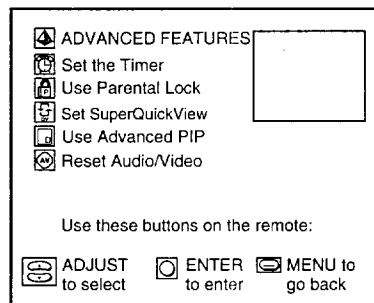 ADVANCED FEATURES
Set the Timer
Use Parental Lock
Set SuperQuickView
Use Advanced PIP
Reset Audio/Video
Use these buttons on the remote:
ADJUST to select
ENTER to enter
MENU to go back